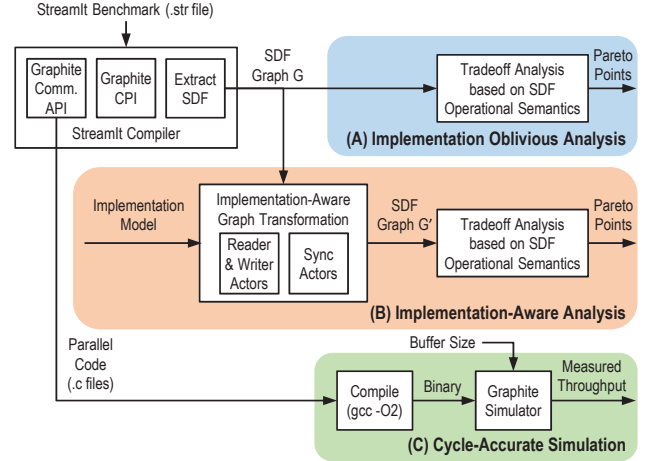 StreamIt Benchmark (.str file)
Graphite
Comm.
API
Graphite
CPI
Extract
SDF
StreamIt Compiler
SDF
Graph G
Tradeoff Analysis
based on SDF
Operational Semantics
Pareto
Points
(A) Implementation Oblivious Analysis
Implementation
Model
Implementation-Aware
Graph Transformation
Reader
& Writer
Actors
Sync
Actors
SDF
Graph G'
Tradeoff Analysis
based on SDF
Operational Semantics
Pareto
Points
(B) Implementation-Aware Analysis
Parallel
Code
(.c files)
Buffer Size
Compile
(gcc -O2)
Binary
Graphite
Simulator
Measured
Throughput
(C) Cycle-Accurate Simulation